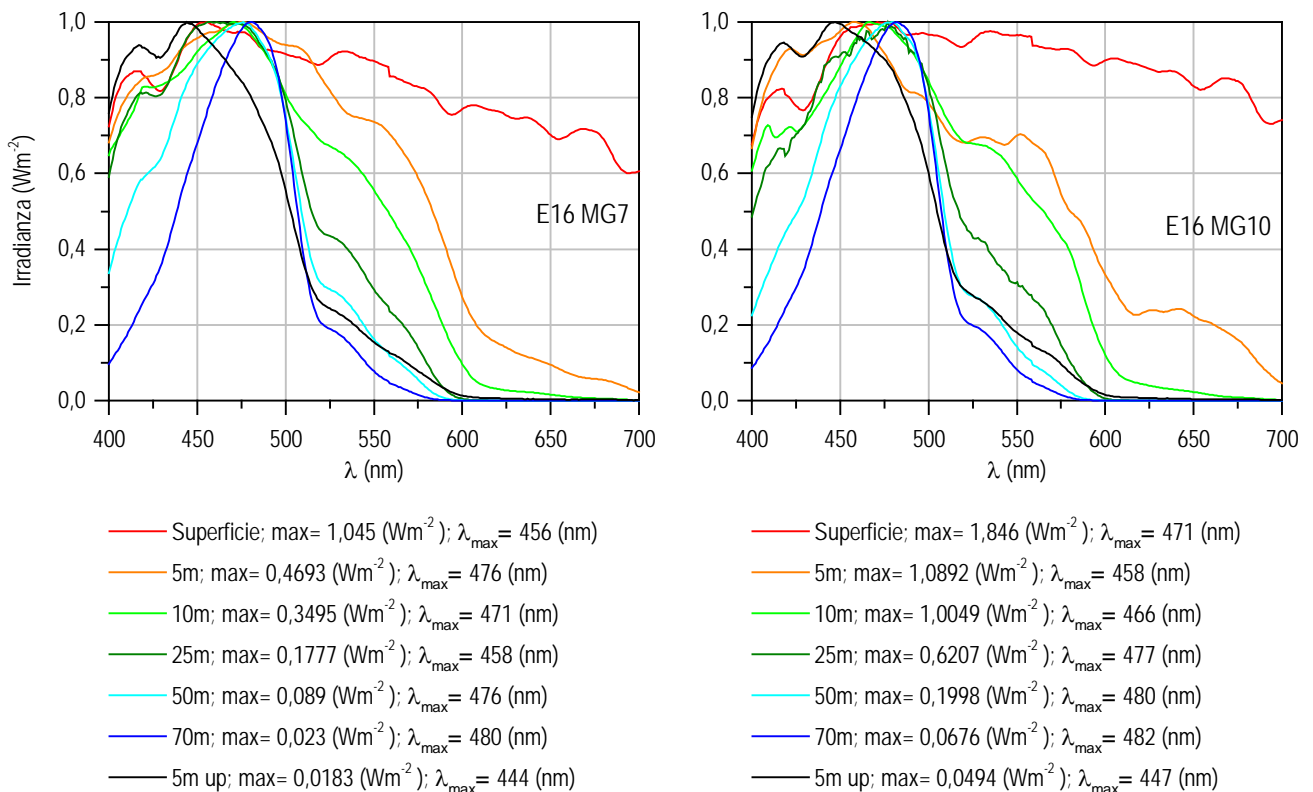 1,0
0,8
0,6
0,4
0,2
0,0
Irradianza (Wm-2)
E16 MG7
400 450 500 550 600 650 700
λ (nm)
1,0
0,8
0,6
0,4
0,2
0,0
E16 MG10
400 450 500 550 600 650 700
λ (nm)
Superficie; max= 1,045 (Wm-2 ); λmax= 456 (nm)
5m; max= 0,4693 (Wm-2 ); λmax= 476 (nm)
10m; max= 0,3495 (Wm-2 ); λmax= 471 (nm)
25m; max= 0,1777 (Wm-2 ); λmax= 458 (nm)
50m; max= 0,089 (Wm-2 ); λmax= 476 (nm)
70m; max= 0,023 (Wm-2 ); λmax= 480 (nm)
5m up; max= 0,0183 (Wm-2 ); λmax= 444 (nm)
Superficie; max= 1,846 (Wm-2 ); λmax= 471 (nm)
5m; max= 1,0892 (Wm-2 ); λmax= 458 (nm)
10m; max= 1,0049 (Wm-2 ); λmax= 466 (nm)
25m; max= 0,6207 (Wm-2 ); λmax= 477 (nm)
50m; max= 0,1998 (Wm-2 ); λmax= 480 (nm)
70m; max= 0,0676 (Wm-2 ); λmax= 482 (nm)
5m up; max= 0,0494 (Wm-2 ); λmax= 447 (nm)